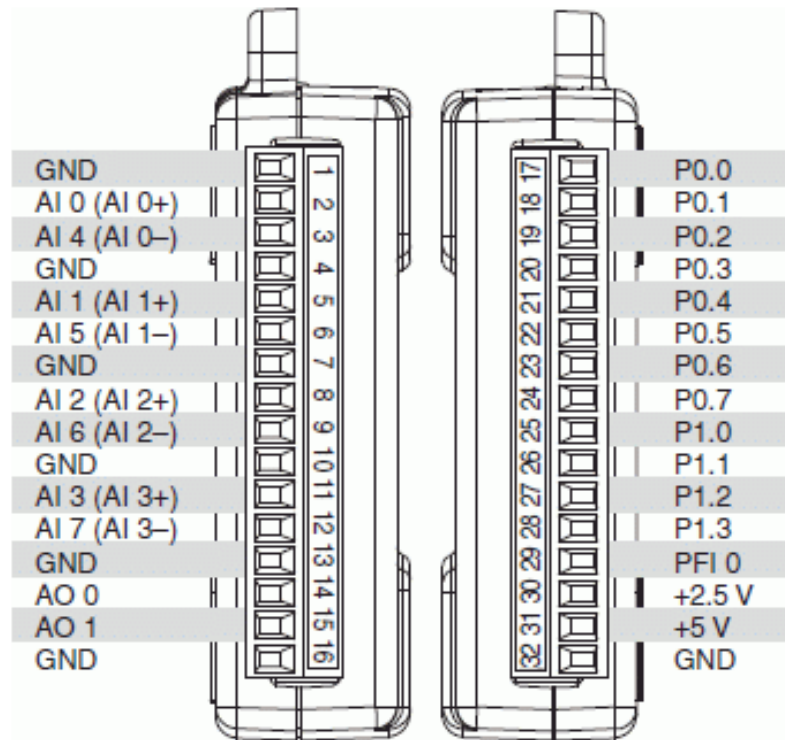 GND 1 17 P0.0
AI 0 (AI 0+) 2 18 P0.1
AI 4 (AI 0–) 3 19 P0.2
GND 4 20 P0.3
AI 1 (AI 1+) 5 21 P0.4
AI 5 (AI 1–) 6 22 P0.5
GND 7 23 P0.6
AI 2 (AI 2+) 8 24 P0.7
AI 6 (AI 2–) 9 25 P1.0
GND 10 26 P1.1
AI 3 (AI 3+) 11 27 P1.2
AI 7 (AI 3–) 12 28 P1.3
GND 13 29 PFI 0
AO 0 14 30 +2.5 V
AO 1 15 31 +5 V
GND 16 32 GND